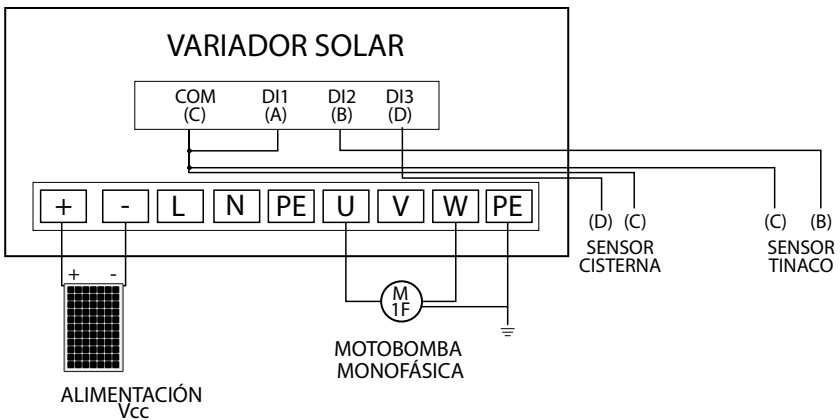 VARIADOR SOLAR
COM DI1 DI2 DI3
(C) (A) (B) (D)
+ - L N PE U V W PE
(D) (C) (C) (B)
SENSOR CISTERNA
SENSOR TINACO
+ -
M
1F
MOTOBOMBA
MONOFÁSICA
ALIMENTACIÓN
Vcc